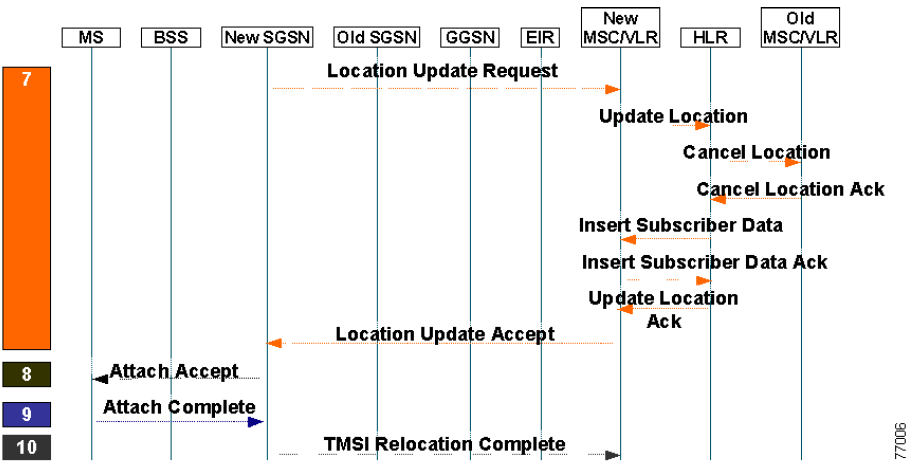 MS
BSS
New SGSN
Old SGSN
GGSN
EIR
New
MSC/VLR
HLR
Old
MSC/VLR
7
Location Update Request
Update Location
Cancel Location
Cancel Location Ack
Insert Subscriber Data
Insert Subscriber Data Ack
Update Location
Ack
Location Update Accept
8
Attach Accept
9
Attach Complete
10
TMSI Relocation Complete
77006